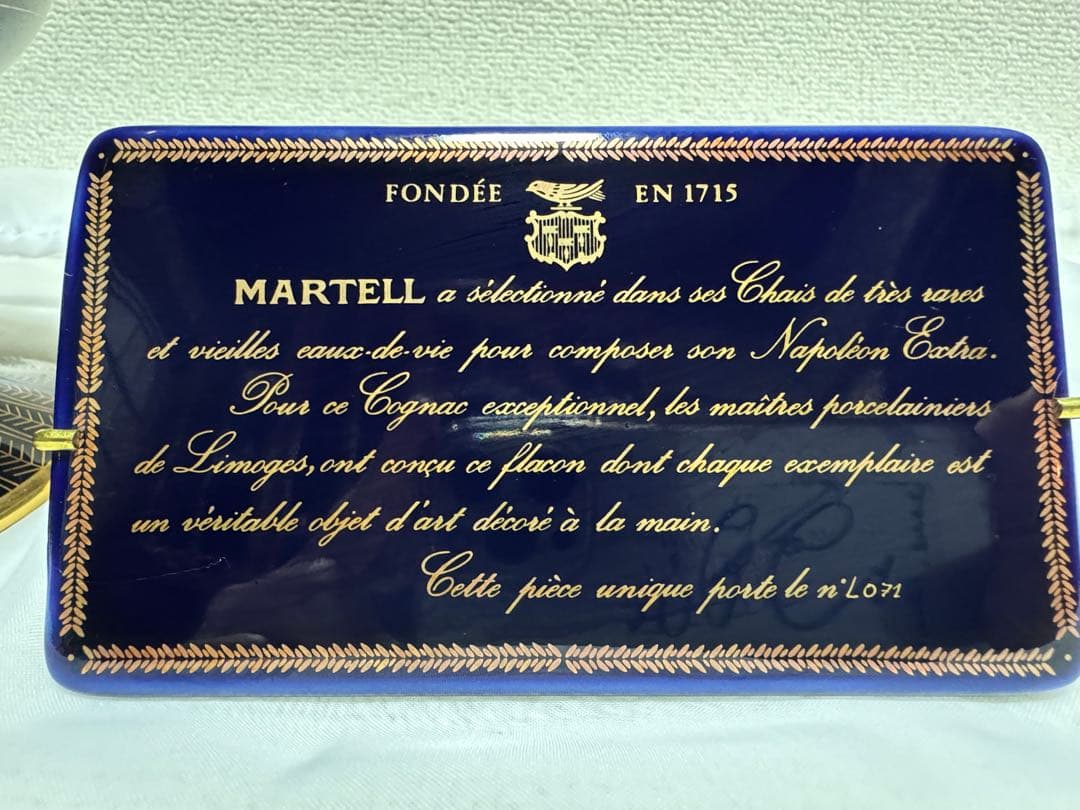 FONDÉE EN 1715
MARTELL a sélectionné dans ses Chais de très rares
et vieilles eaux-de-vie pour composer son Napoléon Extra.
Pour ce Cognac exceptionnel, les maîtres porcelainiers
de Limoges, ont conçu ce flacon dont chaque exemplaire est
un véritable objet d'art décoré à la main.
Cette pièce unique porte le n° L071